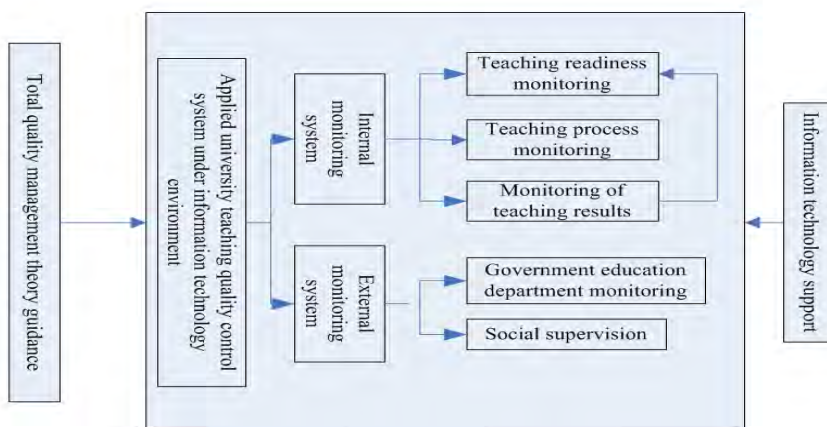 Total quality management theory guidance
Applied university teaching quality control
system under information technology
environment
Internal
monitoring
system
External
monitoring
system
Teaching readiness
monitoring
Teaching process
monitoring
Monitoring of
teaching results
Government education
department monitoring
Social supervision
Information technology support